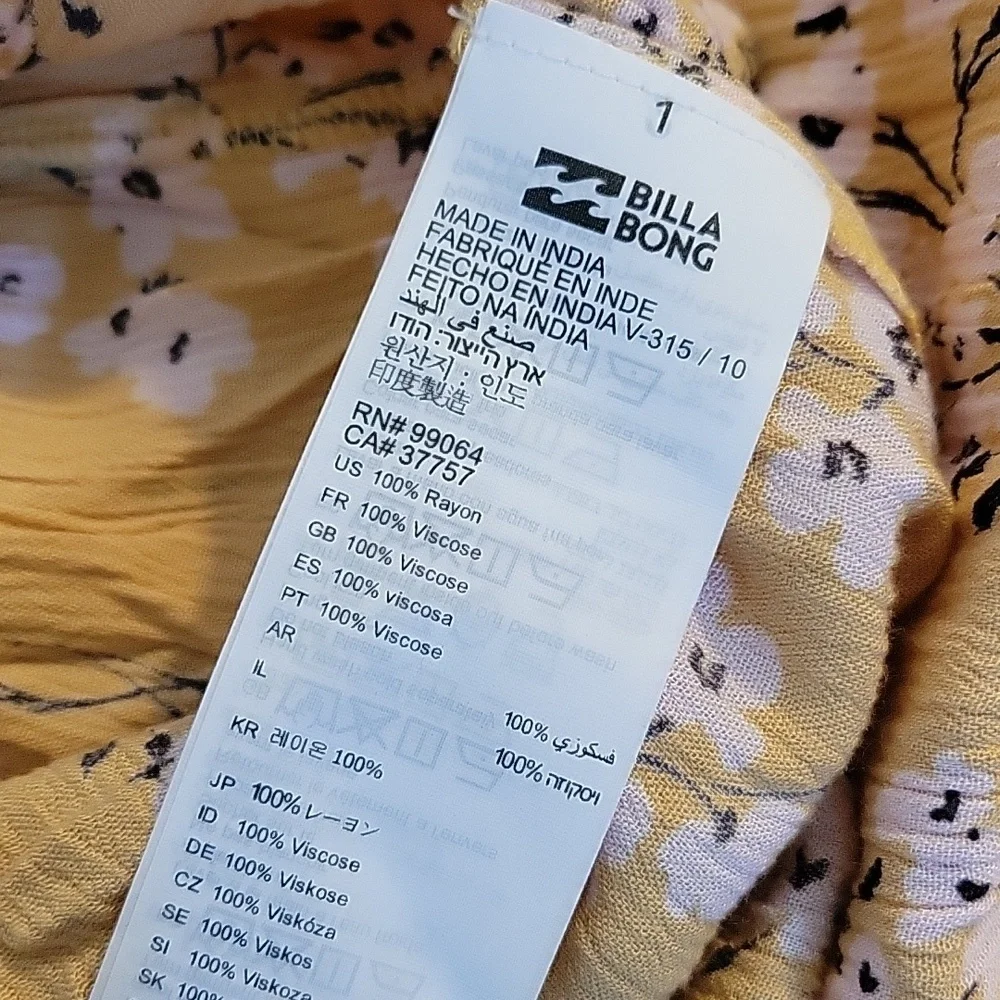 1
BILLA
BONG
MADE IN INDIA
FABRIQUÉ EN INDE
HECHO EN INDIA V-315 / 10
FEITO NA INDIA
صنع في الهند
ארץ הייצור: הודו
원산지 : 인도
印度製造
RN# 99064
CA# 37757
US 100% Rayon
FR 100% Viscose
GB 100% Viscose
ES 100% viscosa
PT 100% Viscose
AR 100% فسكوزي
IL 100% ויסקוזה
KR 레이온 100%
JP 100% レーヨン
ID 100% Viscose
DE 100% Viskose
CZ 100% Viskóza
SE 100% Viskos
SI 100% Viskoza
SK 100%